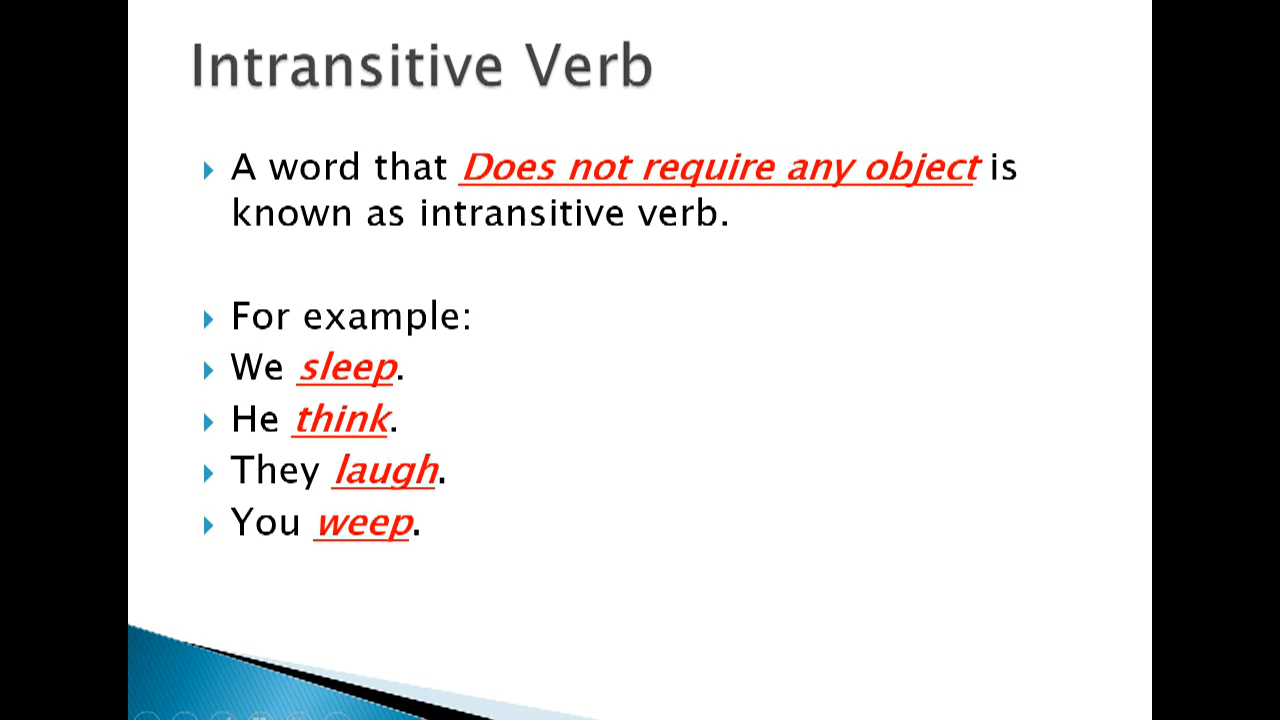 Intransitive Verb
A word that Does not require any object is
known as intransitive verb.
For example:
We sleep.
He think.
They laugh.
You weep.